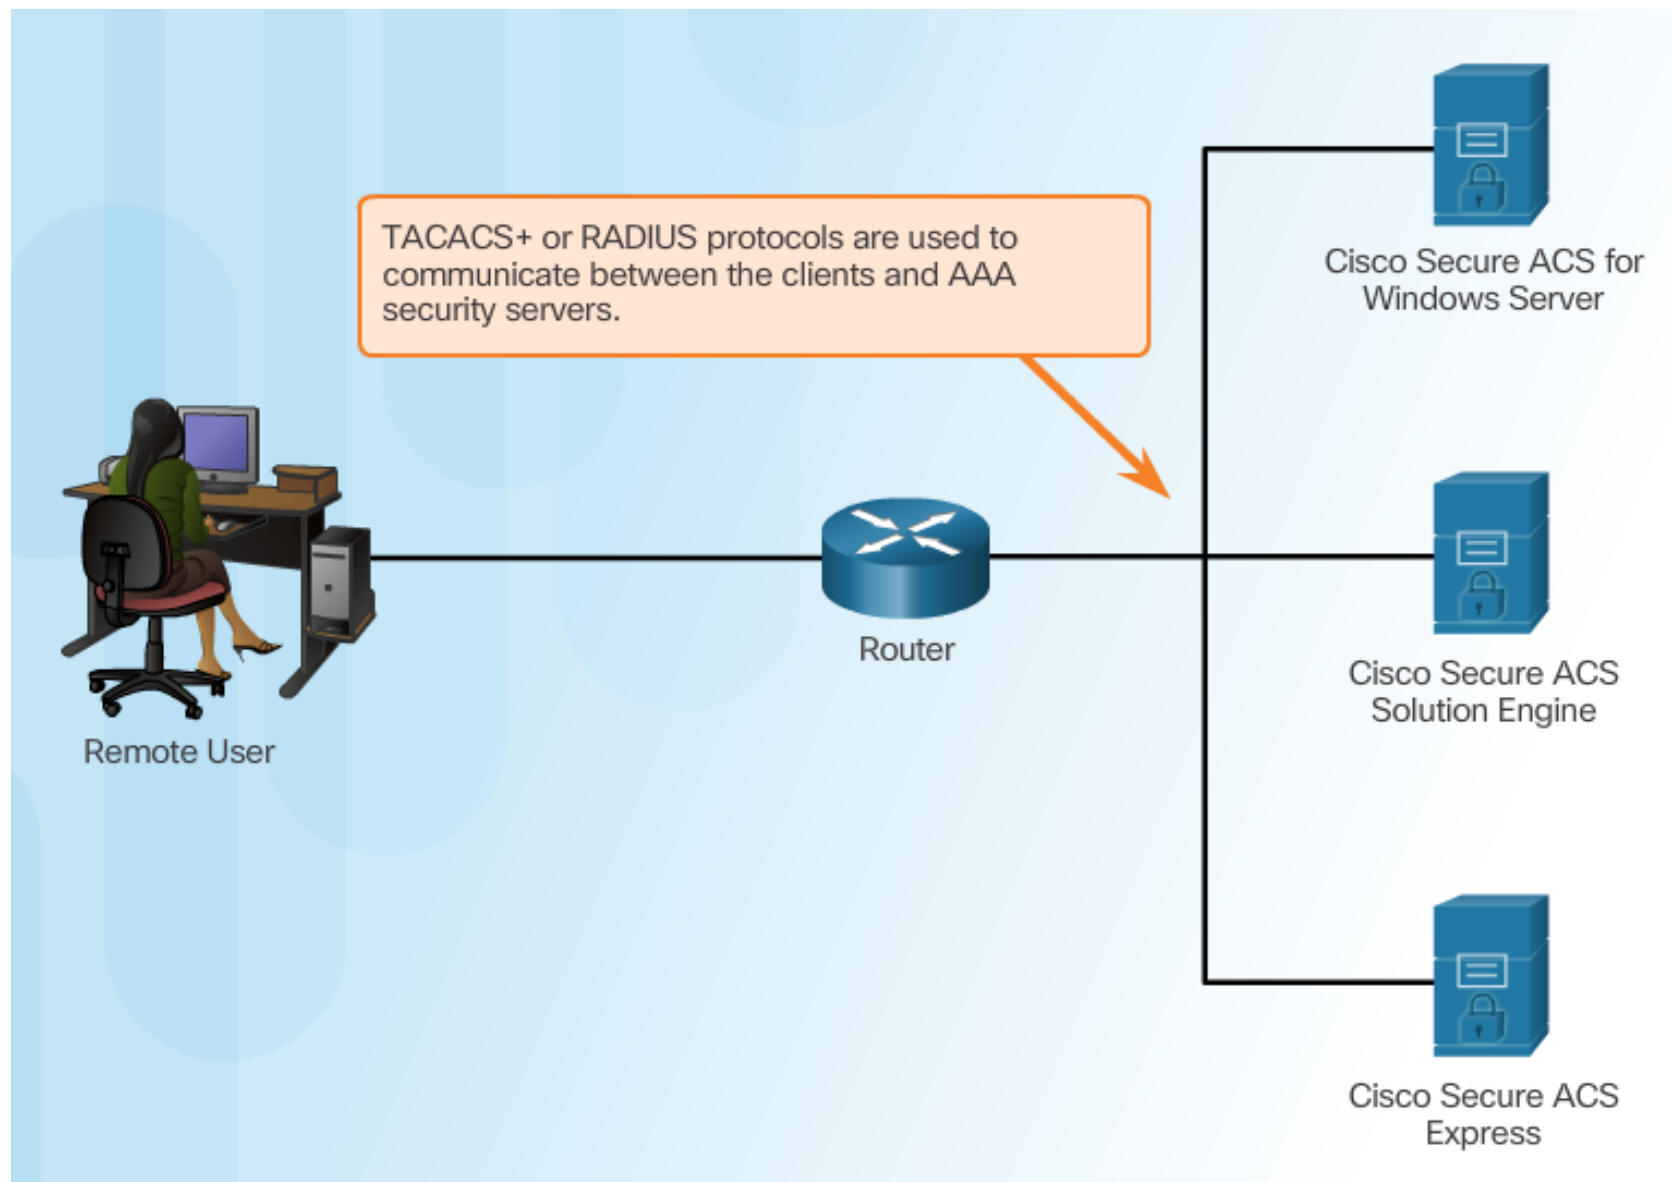 TACACS+ or RADIUS protocols are used to
communicate between the clients and AAA
security servers.
Cisco Secure ACS for
Windows Server
Router
Cisco Secure ACS
Solution Engine
Remote User
Cisco Secure ACS
Express